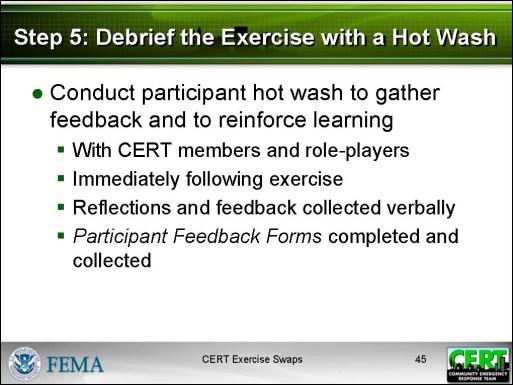 Step 5: Debrief the Exercise with a Hot Wash
Conduct participant hot wash to gather
feedback and to reinforce learning
With CERT members and role-players
Immediately following exercise
Reflections and feedback collected verbally
Participant Feedback Forms completed and
collected
FEMA
CERT Exercise Swaps
45
CERT
COMMUNITY EMERGENCY
RESPONSE TEAM